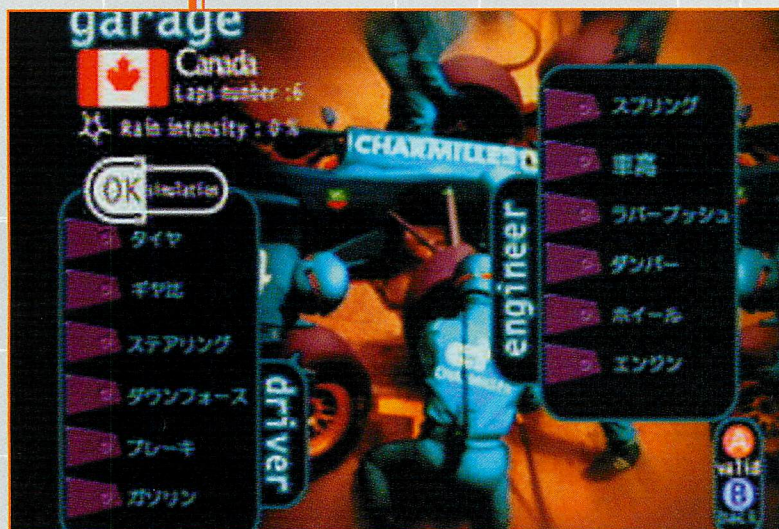 garage
Canada
Laps number :6
Rain intensity : 0 %
OK simulation
タイヤ
ギヤ比
ステアリング
ダウンフォース
ブレーキ
ガソリン
driver
CHARMILLES
engineer
スプリング
車高
ラバーブッシュ
ダンパー
ホイール
エンジン
A
valid
B